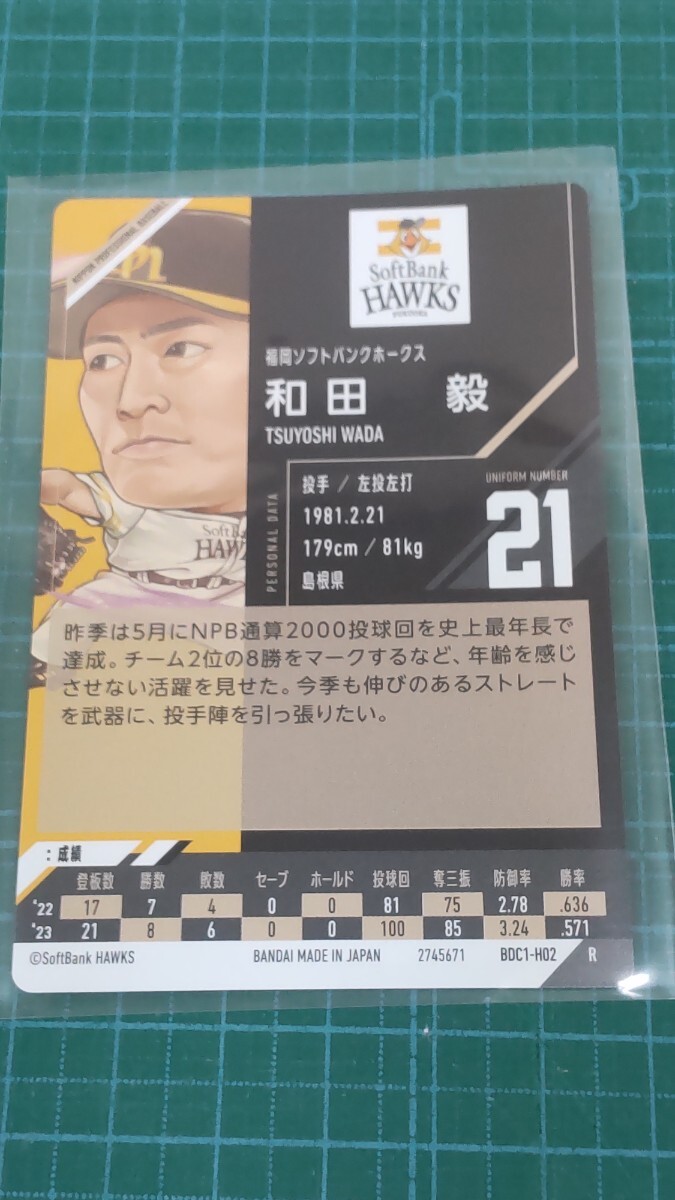 NIPPON PROFESSIONAL BASEBALL
SoftBank
HAWKS
FUKUOKA
福岡ソフトバンクホークス
和田 毅
TSUYOSHI WADA
PERSONAL DATA
投手 / 左投左打
1981.2.21
179cm / 81kg
島根県
UNIFORM NUMBER
21
SoftB
HAW
昨季は5月にNPB通算2000投球回を史上最年長で
達成。チーム2位の8勝をマークするなど、年齢を感じ
させない活躍を見せた。今季も伸びのあるストレート
を武器に、投手陣を引っ張りたい。
:成績
登板数 勝数 敗数 セーブ ホールド 投球回 奪三振 防御率 勝率
'22 17 7 4 0 0 81 75 2.78 .636
'23 21 8 6 0 0 100 85 3.24 .571
©SoftBank HAWKS BANDAI MADE IN JAPAN 2745671 BDC1-H02 R